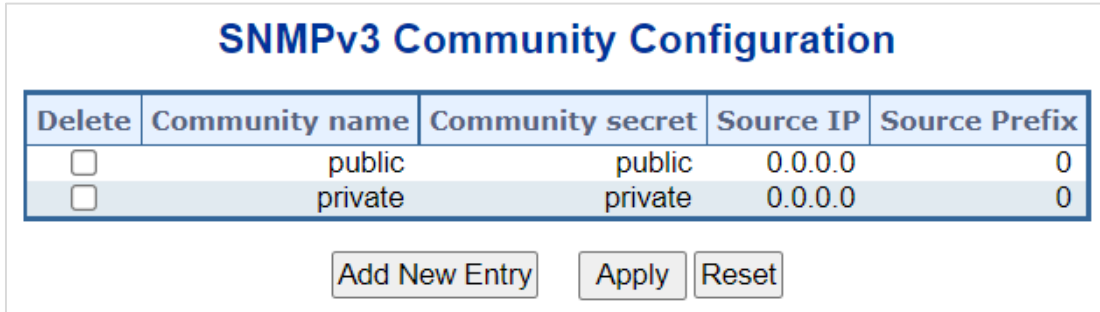 SNMPv3 Community Configuration
Delete Community name Community secret Source IP Source Prefix
public public 0.0.0.0 0
private private 0.0.0.0 0
Add New Entry Apply Reset